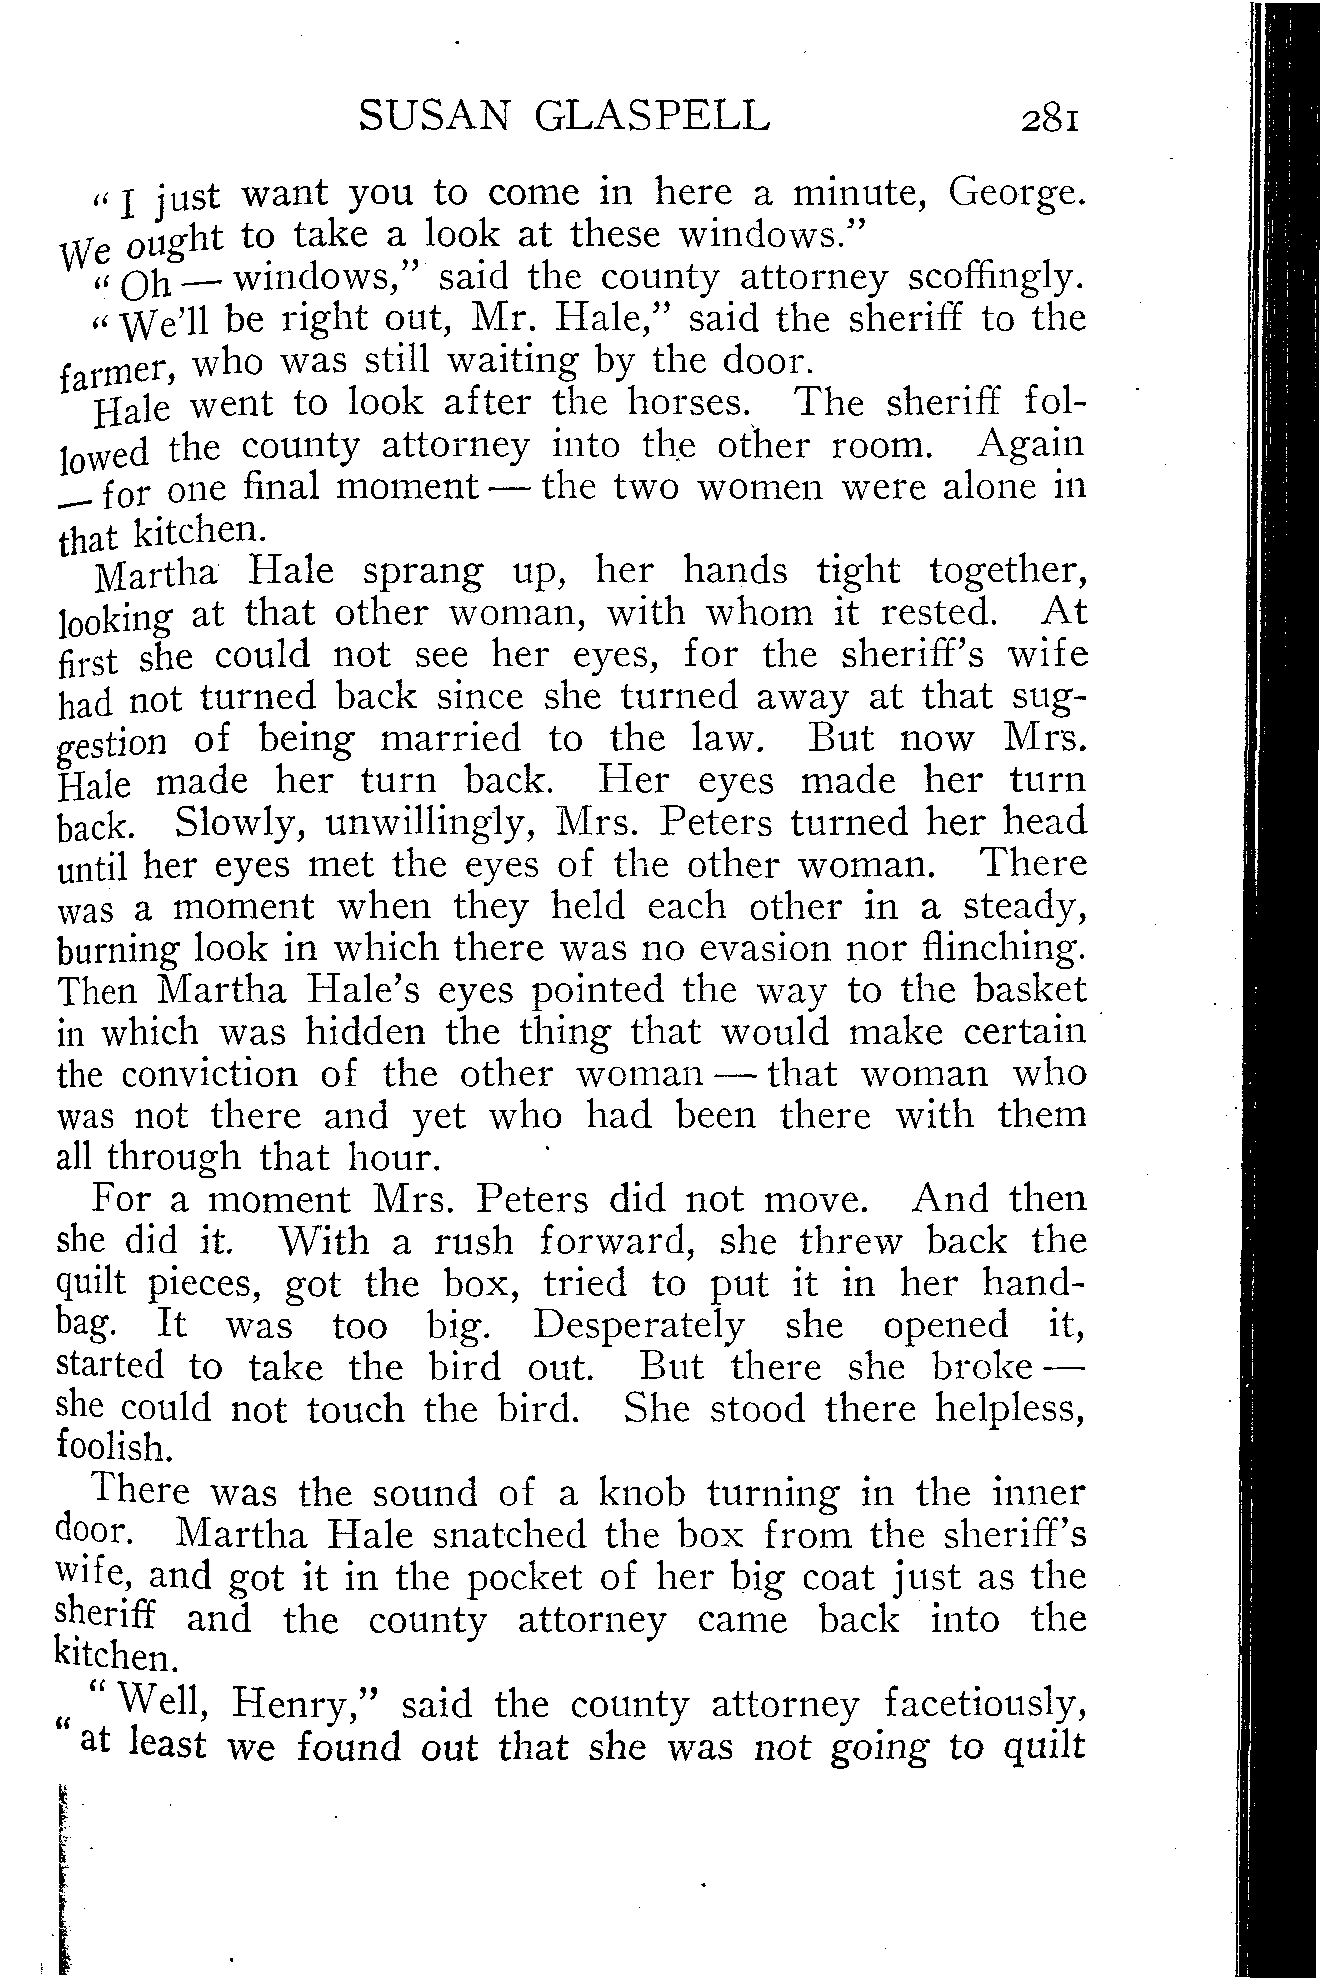 SUSAN GLASPELL 281
" I just want you to come in here a minute, George.
We ought to take a look at these windows."
" Oh — windows," said the county attorney scoffingly.
" We'll be right out, Mr. Hale," said the sheriff to the
farmer, who was still waiting by the door.
Hale went to look after the horses. The sheriff fol-
lowed the county attorney into the other room. Again
— for one final moment — the two women were alone in
that kitchen.
Martha Hale sprang up, her hands tight together,
looking at that other woman, with whom it rested. At
first she could not see her eyes, for the sheriff's wife
had not turned back since she turned away at that sug-
gestion of being married to the law. But now Mrs.
Hale made her turn back. Her eyes made her turn
back. Slowly, unwillingly, Mrs. Peters turned her head
until her eyes met the eyes of the other woman. There
was a moment when they held each other in a steady,
burning look in which there was no evasion nor flinching.
Then Martha Hale's eyes pointed the way to the basket
in which was hidden the thing that would make certain
the conviction of the other woman — that woman who
was not there and yet who had been there with them
all through that hour.
For a moment Mrs. Peters did not move. And then
she did it. With a rush forward, she threw back the
quilt pieces, got the box, tried to put it in her hand-
bag. It was too big. Desperately she opened it,
started to take the bird out. But there she broke —
she could not touch the bird. She stood there helpless,
foolish.
There was the sound of a knob turning in the inner
door. Martha Hale snatched the box from the sheriff's
wife, and got it in the pocket of her big coat just as the
sheriff and the county attorney came back into the
kitchen.
" Well, Henry," said the county attorney facetiously,
" at least we found out that she was not going to quilt